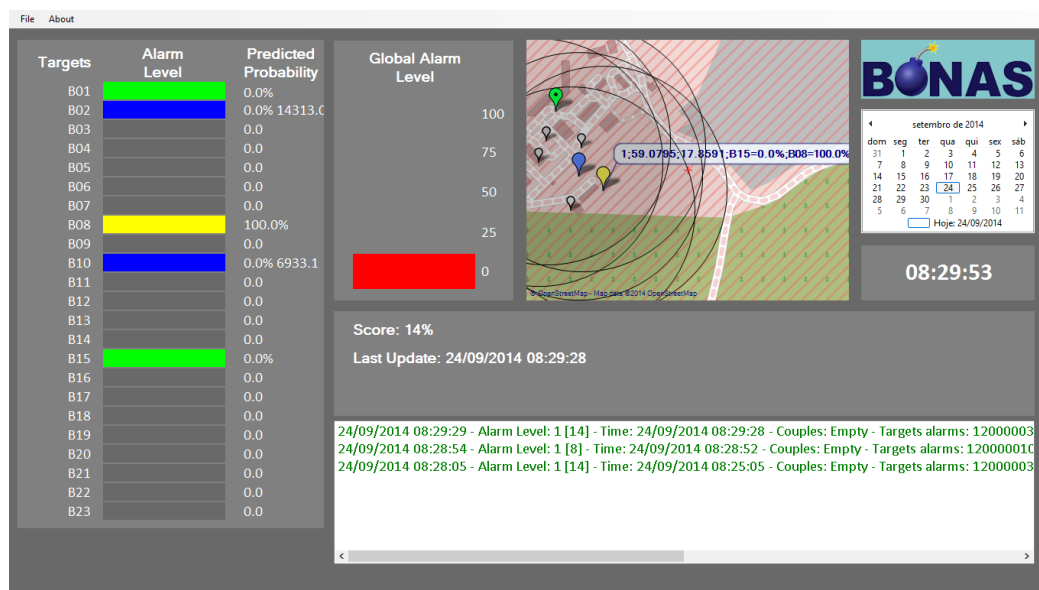 File About
Targets Alarm Level Predicted Probability
B01 0.0%
B02 0.0% 14313.0
B03 0.0
B04 0.0
B05 0.0
B06 0.0
B07 0.0
B08 100.0%
B09 0.0
B10 0.0% 6933.1
B11 0.0
B12 0.0
B13 0.0
B14 0.0
B15 0.0%
B16 0.0
B17 0.0
B18 0.0
B19 0.0
B20 0.0
B21 0.0
B22 0.0
B23 0.0
Global Alarm
Level
100
75
50
25
0
1;59.0795;17.8591;B15=0.0%;B08=100.0%
© OpenStreetMap - Map data ©2014 OpenStreetMap
BONAS
setembro de 2014
dom seg ter qua qui sex sáb
31 1 2 3 4 5 6
7 8 9 10 11 12 13
14 15 16 17 18 19 20
21 22 23 24 25 26 27
28 29 30 1 2 3 4
5 6 7 8 9 10 11
Hoje: 24/09/2014
08:29:53
Score: 14%
Last Update: 24/09/2014 08:29:28
24/09/2014 08:29:29 - Alarm Level: 1 [14] - Time: 24/09/2014 08:29:28 - Couples: Empty - Targets alarms: 12000003
24/09/2014 08:28:54 - Alarm Level: 1 [8] - Time: 24/09/2014 08:28:52 - Couples: Empty - Targets alarms: 1200001
24/09/2014 08:28:05 - Alarm Level: 1 [14] - Time: 24/09/2014 08:25:05 - Couples: Empty - Targets alarms: 12000003